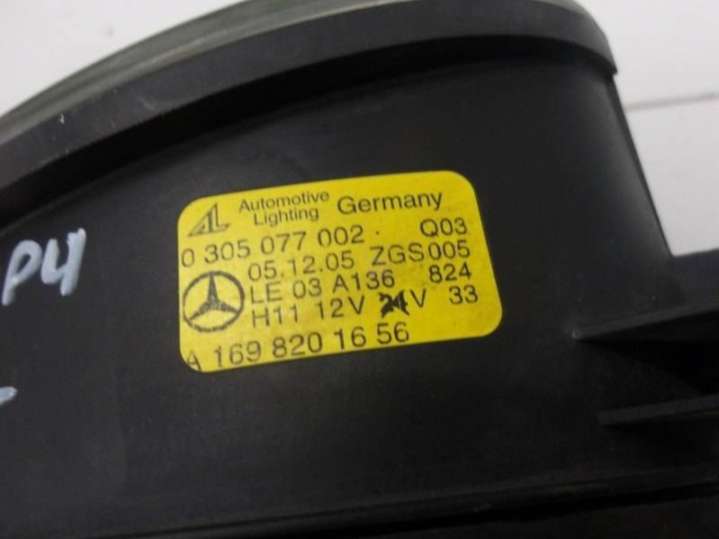 AL Automotive Lighting Germany
0 305 077 002 Q03
05.12.05 ZGS 005
LE 03 A136 824
H11 12V 24V 33
A 169 820 16 56
P4